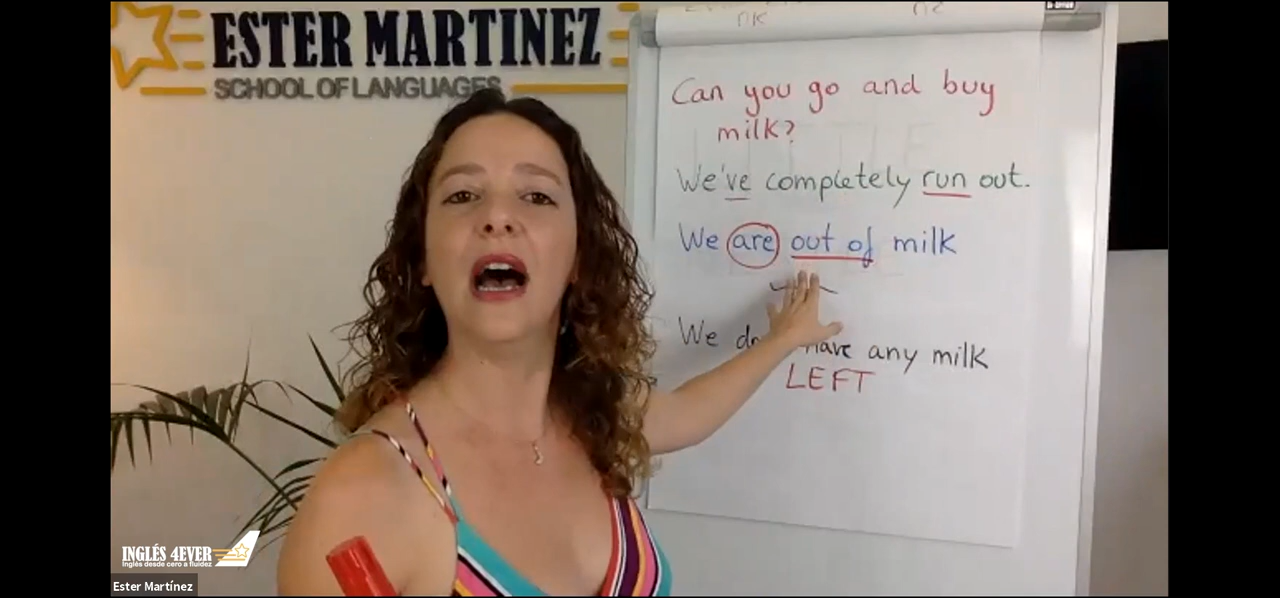 ESTER MARTINEZ
SCHOOL OF LANGUAGES
Can you go and buy
milk?
We've completely run out.
We are out of milk
We have any milk
LEFT
INGLÉS 4EVER
Inglés desde cero a fluidez
Ester Martínez